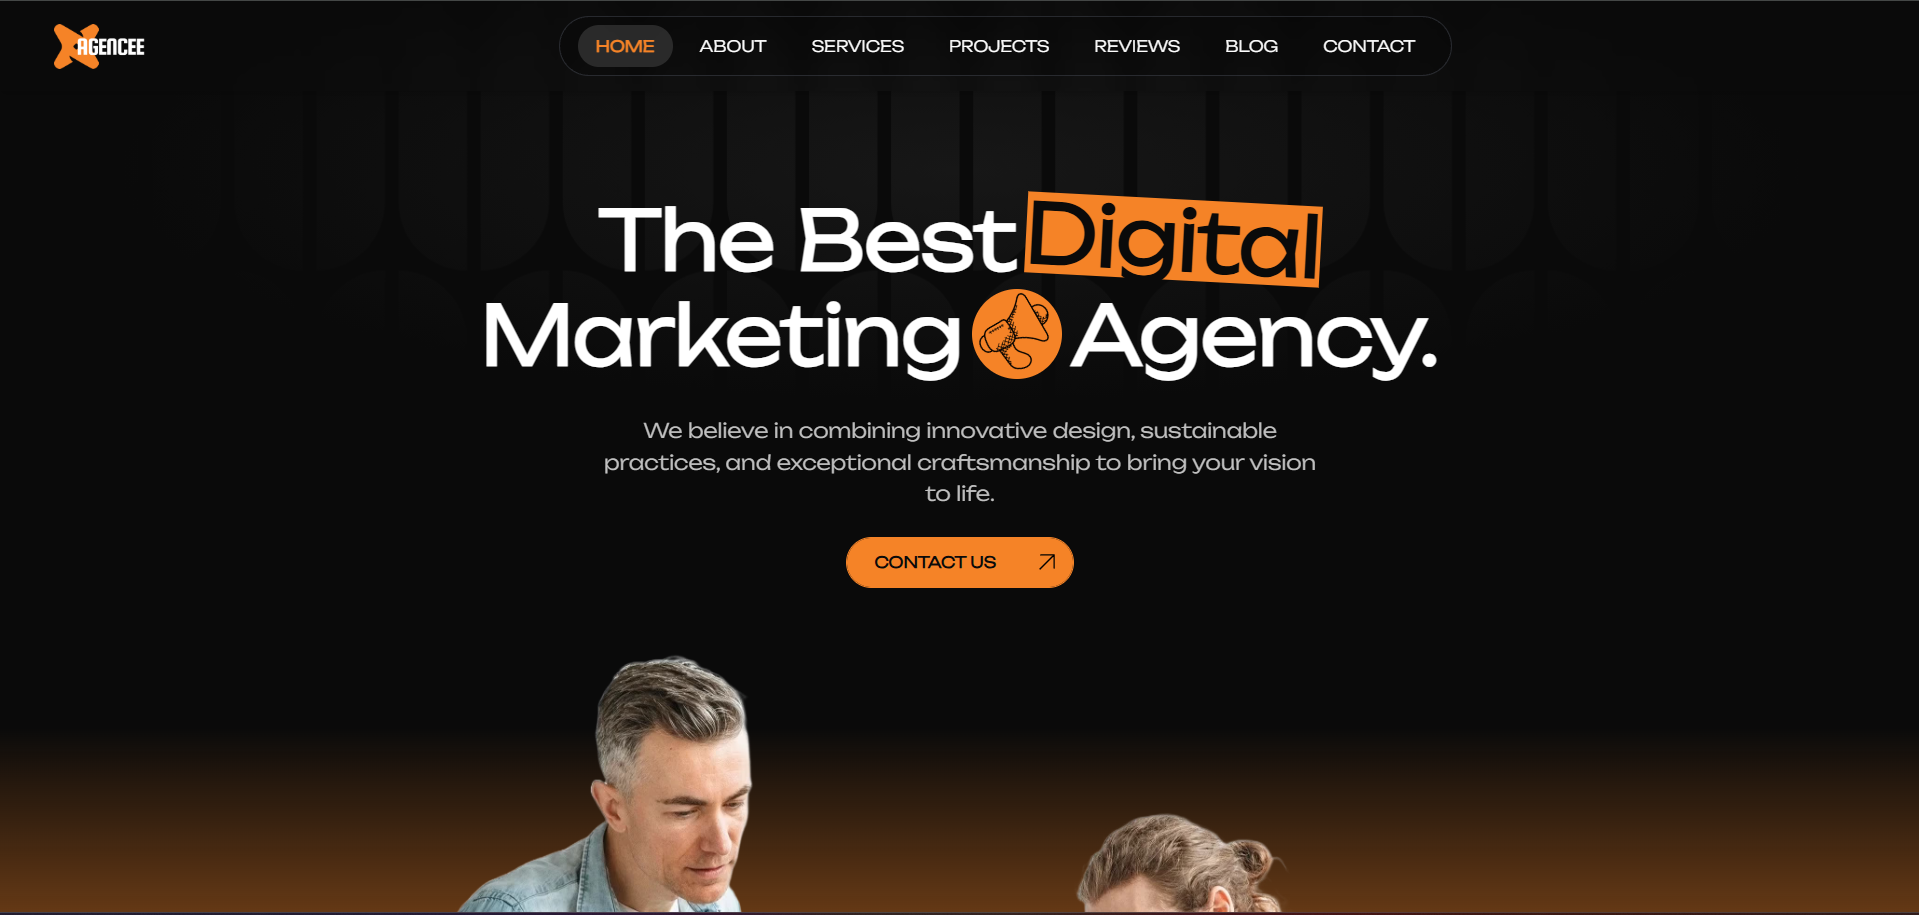 AGENCEE
HOME ABOUT SERVICES PROJECTS REVIEWS BLOG CONTACT
The Best Digital
Marketing Agency.
We believe in combining innovative design, sustainable
practices, and exceptional craftsmanship to bring your vision
to life.
CONTACT US